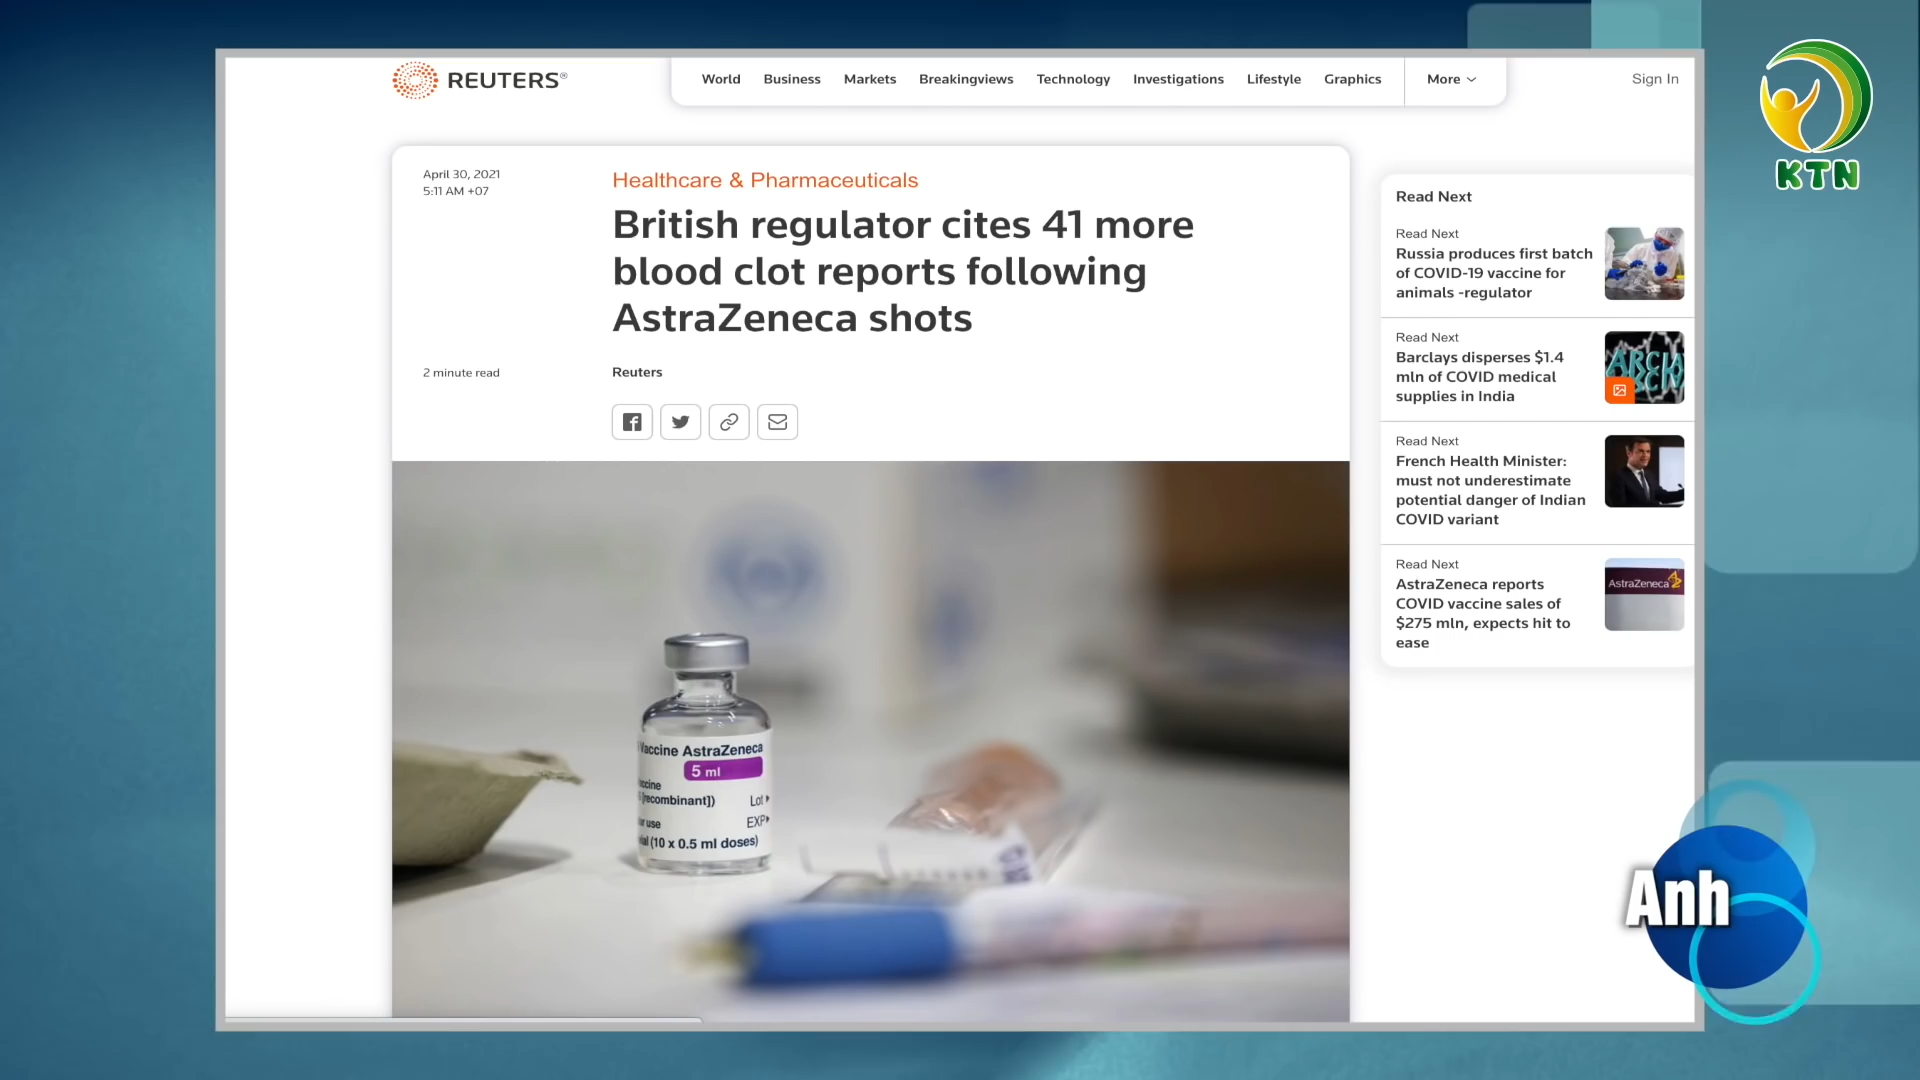 REUTERS®
World Business Markets Breakingviews Technology Investigations Lifestyle Graphics More
Sign In
KTN
April 30, 2021
5:11 AM +07
Healthcare & Pharmaceuticals
British regulator cites 41 more
blood clot reports following
AstraZeneca shots
2 minute read
Reuters
Read Next
Read Next
Russia produces first batch
of COVID-19 vaccine for
animals -regulator
Read Next
Barclays disperses $1.4
mln of COVID medical
supplies in India
Read Next
French Health Minister:
must not underestimate
potential danger of Indian
COVID variant
Read Next
AstraZeneca reports
COVID vaccine sales of
$275 mln, expects hit to
ease
AstraZeneca
Vaccine AstraZeneca
5 ml
recombinant])
Lot
use
EXP
(10 x 0.5 ml doses)
Anh